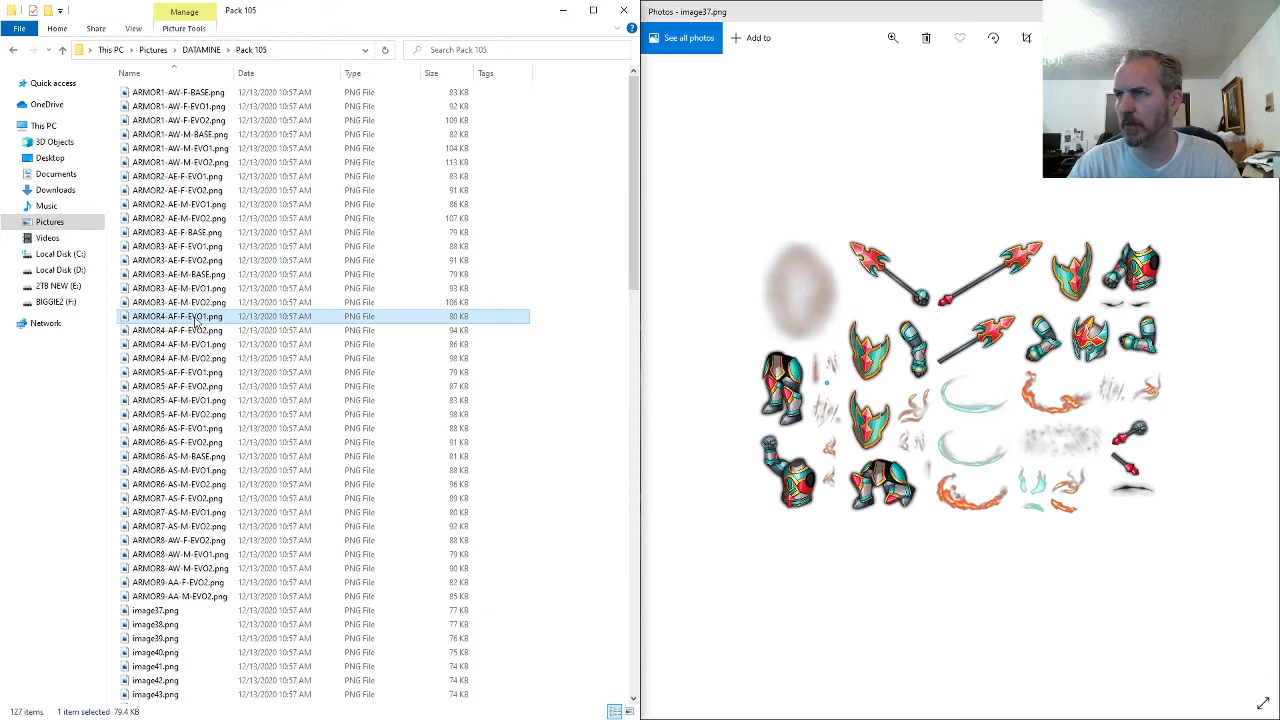 Manage Pack 105
File Home Share View Picture Tools
This PC Pictures DATAMINE Pack 105 Search Pack 105
Name Date Type Size Tags
Quick access
OneDrive
This PC
3D Objects
Desktop
Documents
Downloads
Music
Pictures
Videos
Local Disk (C:)
Local Disk (D:)
2TB NEW (E:)
BIGGIE2 (F:)
Network
ARMOR1-AW-F-BASE.png 12/13/2020 10:57 AM PNG File 83 KB
ARMOR1-AW-F-EVO1.png 12/13/2020 10:57 AM PNG File 92 KB
ARMOR1-AW-F-EVO2.png 12/13/2020 10:57 AM PNG File 109 KB
ARMOR1-AW-M-BASE.png 12/13/2020 10:57 AM PNG File 82 KB
ARMOR1-AW-M-EVO1.png 12/13/2020 10:57 AM PNG File 104 KB
ARMOR1-AW-M-EVO2.png 12/13/2020 10:57 AM PNG File 113 KB
ARMOR2-AE-F-EVO1.png 12/13/2020 10:57 AM PNG File 83 KB
ARMOR2-AE-F-EVO2.png 12/13/2020 10:57 AM PNG File 91 KB
ARMOR2-AE-M-EVO1.png 12/13/2020 10:57 AM PNG File 86 KB
ARMOR2-AE-M-EVO2.png 12/13/2020 10:57 AM PNG File 107 KB
ARMOR3-AE-F-BASE.png 12/13/2020 10:57 AM PNG File 79 KB
ARMOR3-AE-F-EVO1.png 12/13/2020 10:57 AM PNG File 88 KB
ARMOR3-AE-F-EVO2.png 12/13/2020 10:57 AM PNG File 91 KB
ARMOR3-AE-M-BASE.png 12/13/2020 10:57 AM PNG File 79 KB
ARMOR3-AE-M-EVO1.png 12/13/2020 10:57 AM PNG File 93 KB
ARMOR3-AE-M-EVO2.png 12/13/2020 10:57 AM PNG File 106 KB
ARMOR4-AF-F-EVO1.png 12/13/2020 10:57 AM PNG File 80 KB
ARMOR4-AF-F-EVO2.png 12/13/2020 10:57 AM PNG File 94 KB
ARMOR4-AF-M-EVO1.png 12/13/2020 10:57 AM PNG File 86 KB
ARMOR4-AF-M-EVO2.png 12/13/2020 10:57 AM PNG File 98 KB
ARMOR5-AF-F-EVO1.png 12/13/2020 10:57 AM PNG File 79 KB
ARMOR5-AF-F-EVO2.png 12/13/2020 10:57 AM PNG File 87 KB
ARMOR5-AF-M-EVO1.png 12/13/2020 10:57 AM PNG File 82 KB
ARMOR5-AF-M-EVO2.png 12/13/2020 10:57 AM PNG File 98 KB
ARMOR6-AS-F-EVO1.png 12/13/2020 10:57 AM PNG File 88 KB
ARMOR6-AS-F-EVO2.png 12/13/2020 10:57 AM PNG File 91 KB
ARMOR6-AS-M-BASE.png 12/13/2020 10:57 AM PNG File 81 KB
ARMOR6-AS-M-EVO1.png 12/13/2020 10:57 AM PNG File 88 KB
ARMOR6-AS-M-EVO2.png 12/13/2020 10:57 AM PNG File 96 KB
ARMOR7-AS-F-EVO2.png 12/13/2020 10:57 AM PNG File 89 KB
ARMOR7-AS-M-EVO1.png 12/13/2020 10:57 AM PNG File 80 KB
ARMOR7-AS-M-EVO2.png 12/13/2020 10:57 AM PNG File 92 KB
ARMOR8-AW-F-EVO2.png 12/13/2020 10:57 AM PNG File 88 KB
ARMOR8-AW-M-EVO1.png 12/13/2020 10:57 AM PNG File 79 KB
ARMOR8-AW-M-EVO2.png 12/13/2020 10:57 AM PNG File 90 KB
ARMOR9-AA-F-EVO2.png 12/13/2020 10:57 AM PNG File 82 KB
ARMOR9-AA-M-EVO2.png 12/13/2020 10:57 AM PNG File 85 KB
image37.png 12/13/2020 10:57 AM PNG File 77 KB
image38.png 12/13/2020 10:57 AM PNG File 75 KB
image39.png 12/13/2020 10:57 AM PNG File 76 KB
image40.png 12/13/2020 10:57 AM PNG File 75 KB
image41.png 12/13/2020 10:57 AM PNG File 74 KB
image42.png 12/13/2020 10:57 AM PNG File 74 KB
image43.png 12/13/2020 10:57 AM PNG File 74 KB
127 items 1 item selected 79.4 KB
Photos - image37.png
See all photos Add to